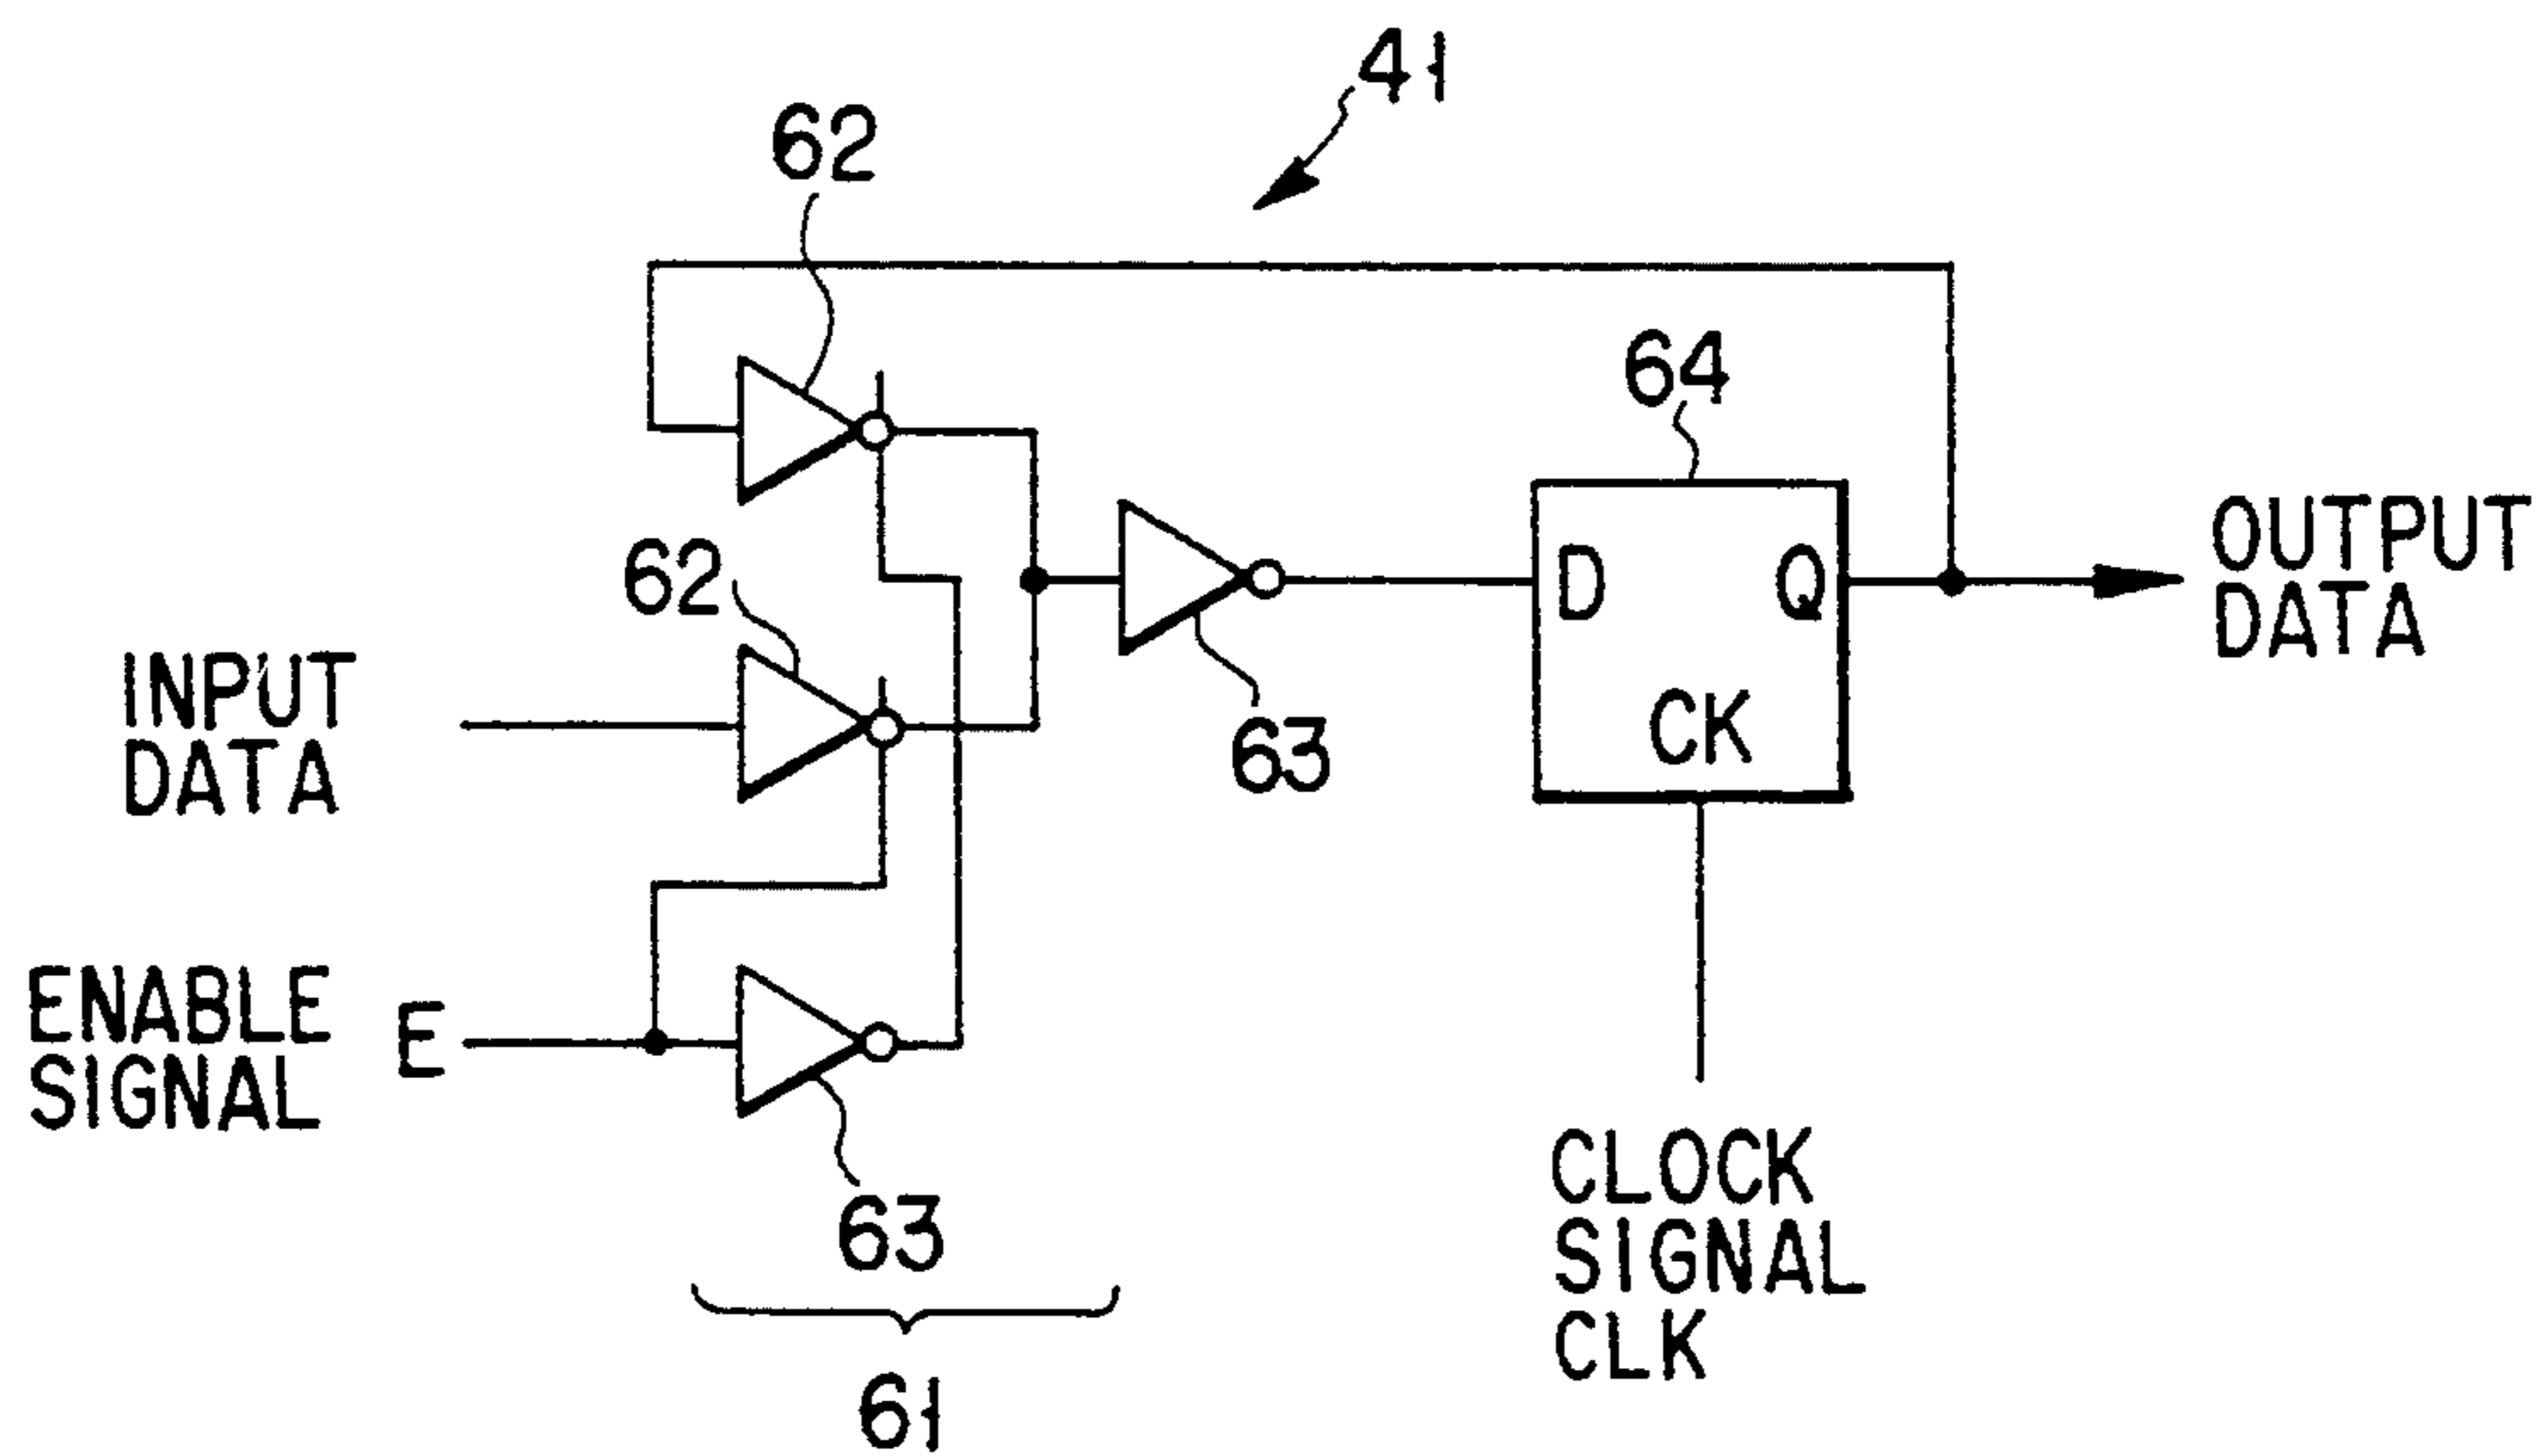 41
62
64
62
OUTPUT
DATA
D
Q
INPUT
DATA
CK
63
ENABLE
SIGNAL
E
63
CLOCK
SIGNAL
CLK
61